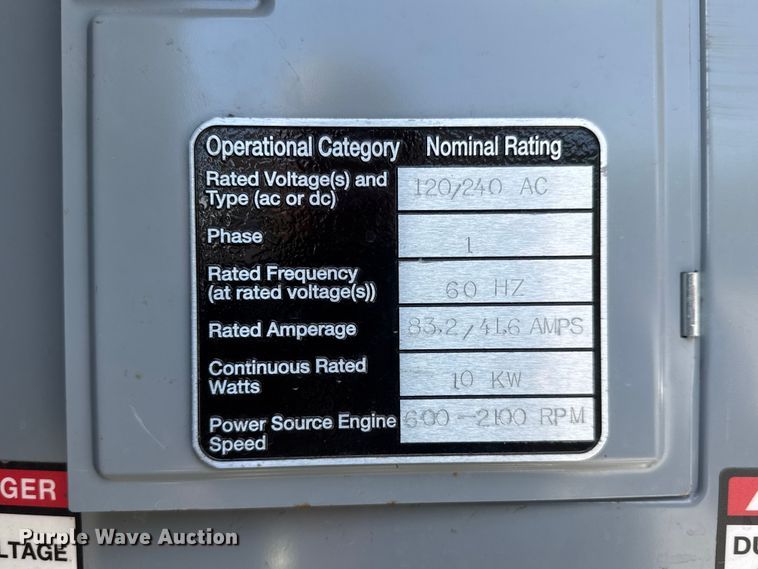 Operational Category Nominal Rating
Rated Voltage(s) and
Type (ac or dc) 120/240 AC
Phase 1
Rated Frequency
(at rated voltage(s)) 60 HZ
Rated Amperage 83.2/41.6 AMPS
Continuous Rated
Watts 10 KW
Power Source Engine
Speed 600-2100 RPM
GER
LTAGE
DU
Purple Wave Auction